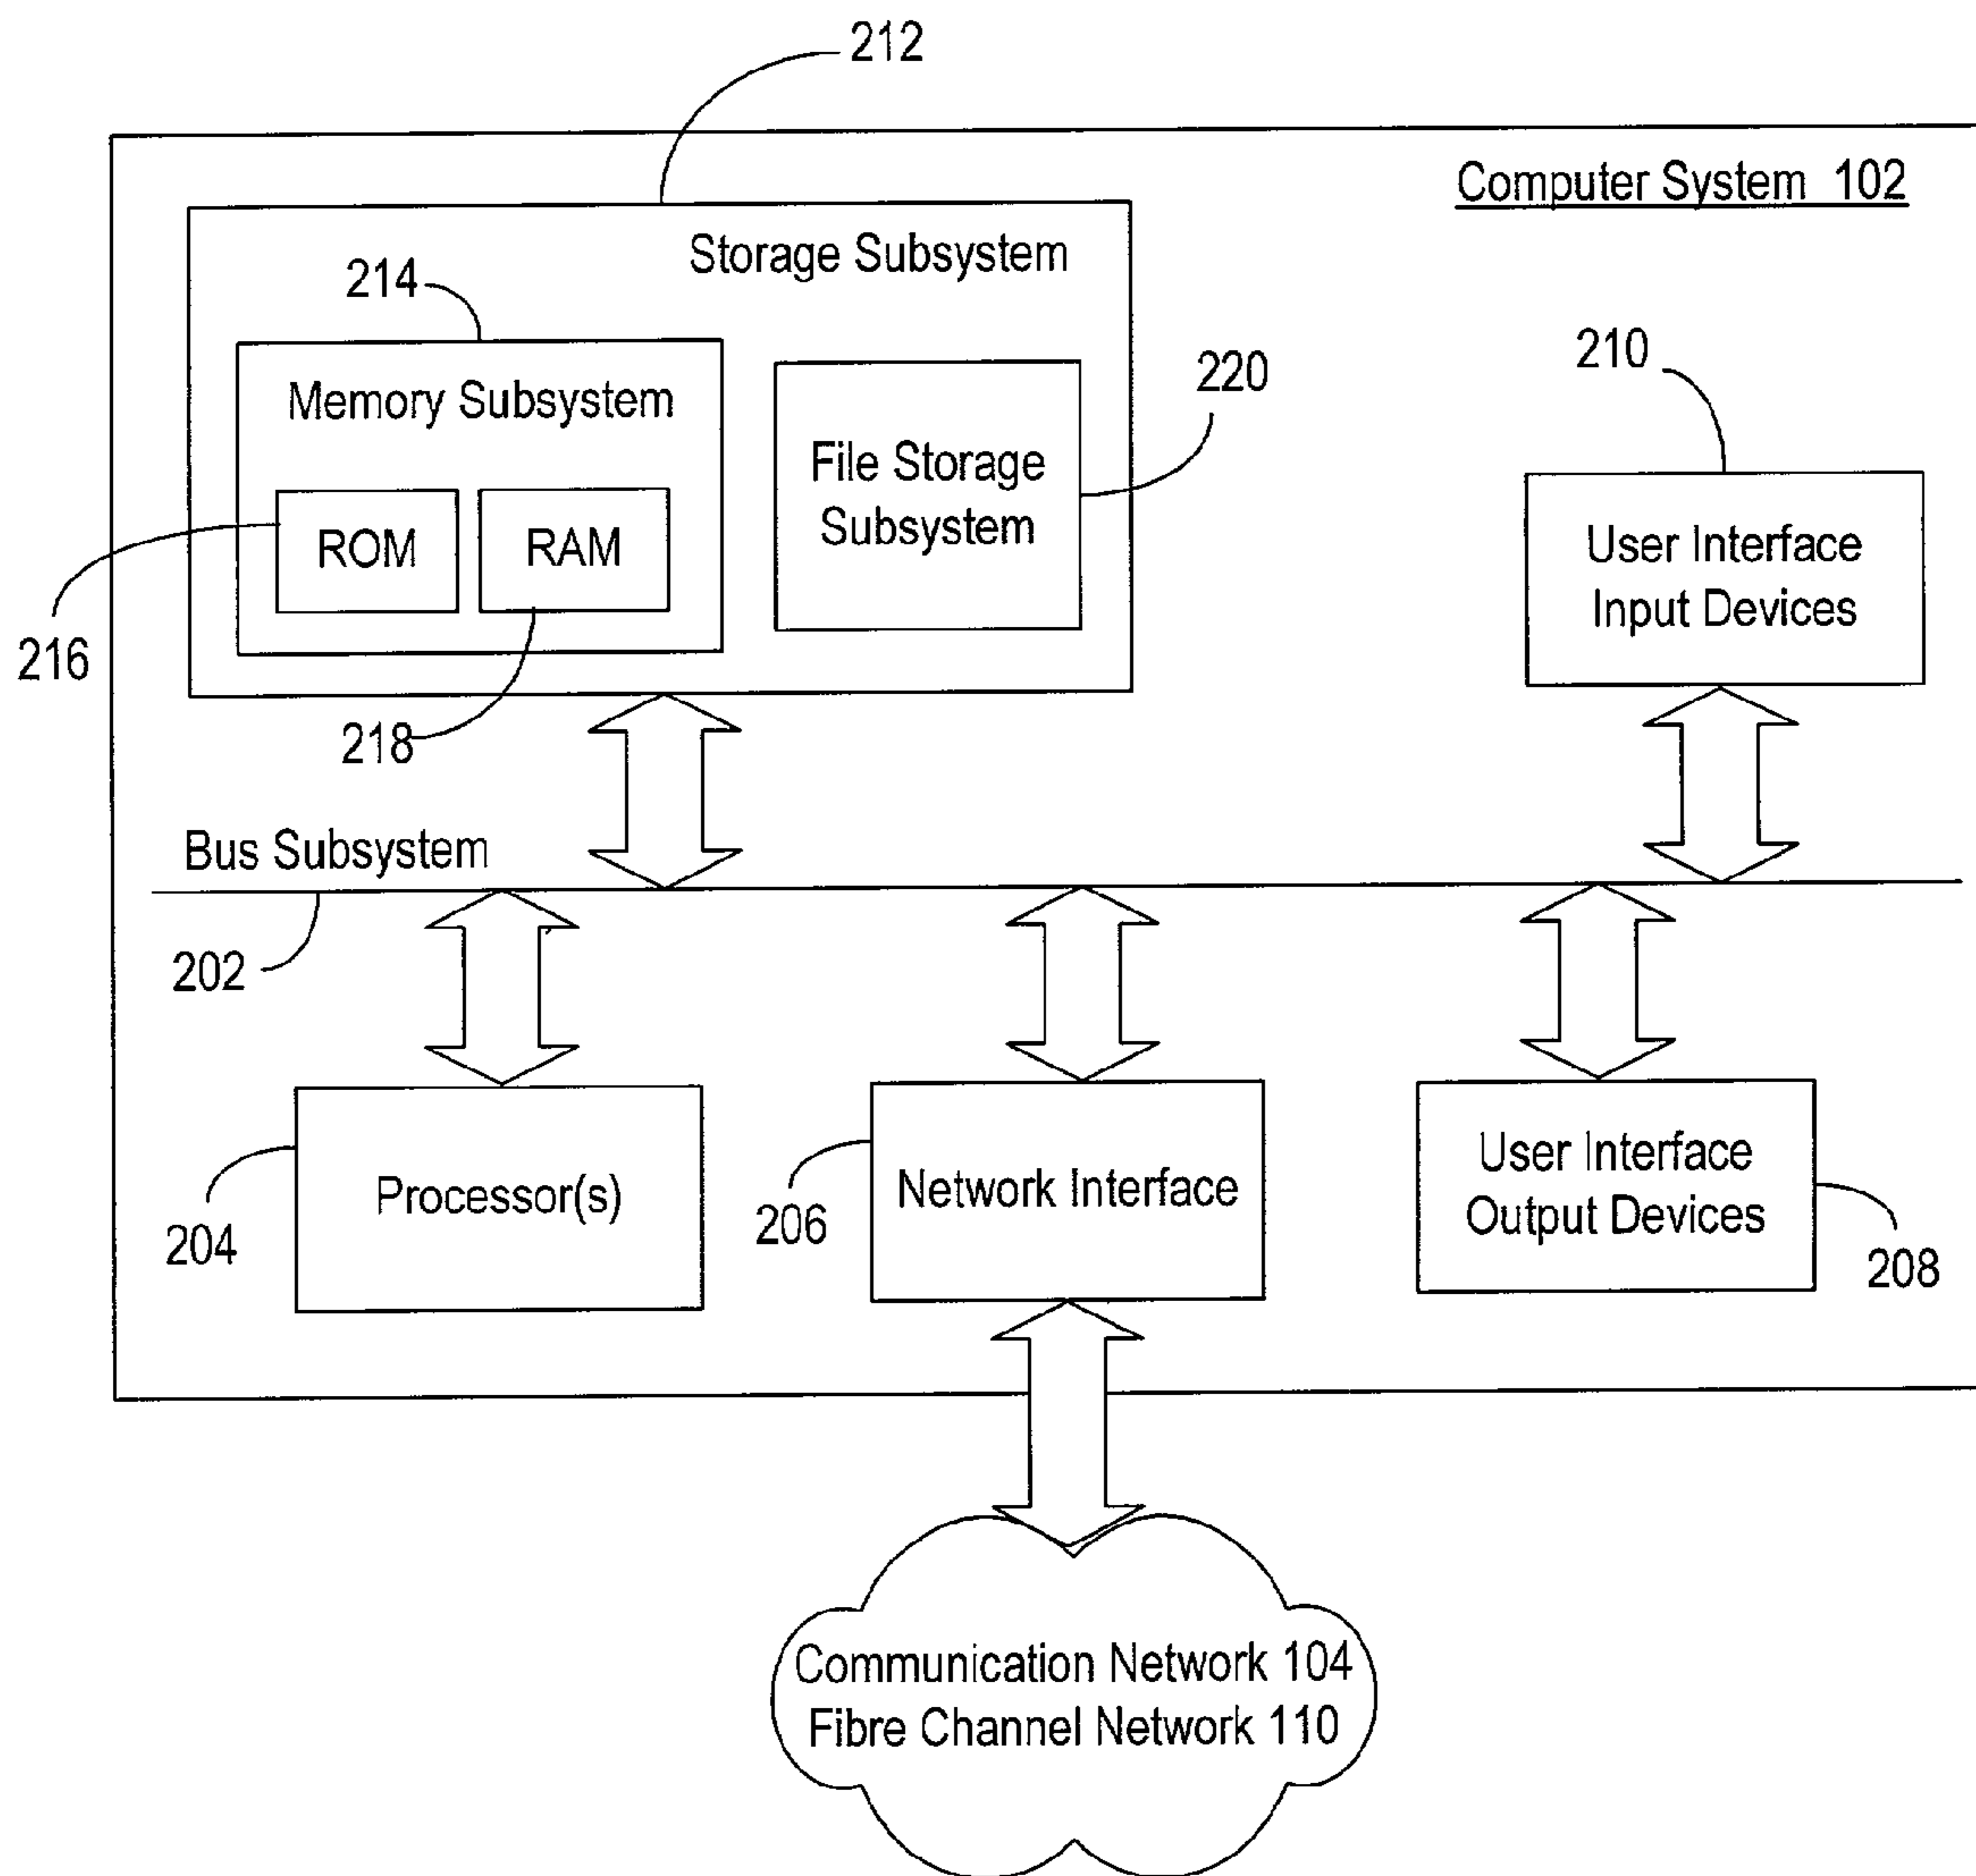 212
Computer System 102
Storage Subsystem
214
Memory Subsystem
ROM
RAM
216
218
File Storage
Subsystem
220
210
User Interface
Input Devices
Bus Subsystem
202
Processor(s)
204
Network Interface
206
User Interface
Output Devices
208
Communication Network 104
Fibre Channel Network 110